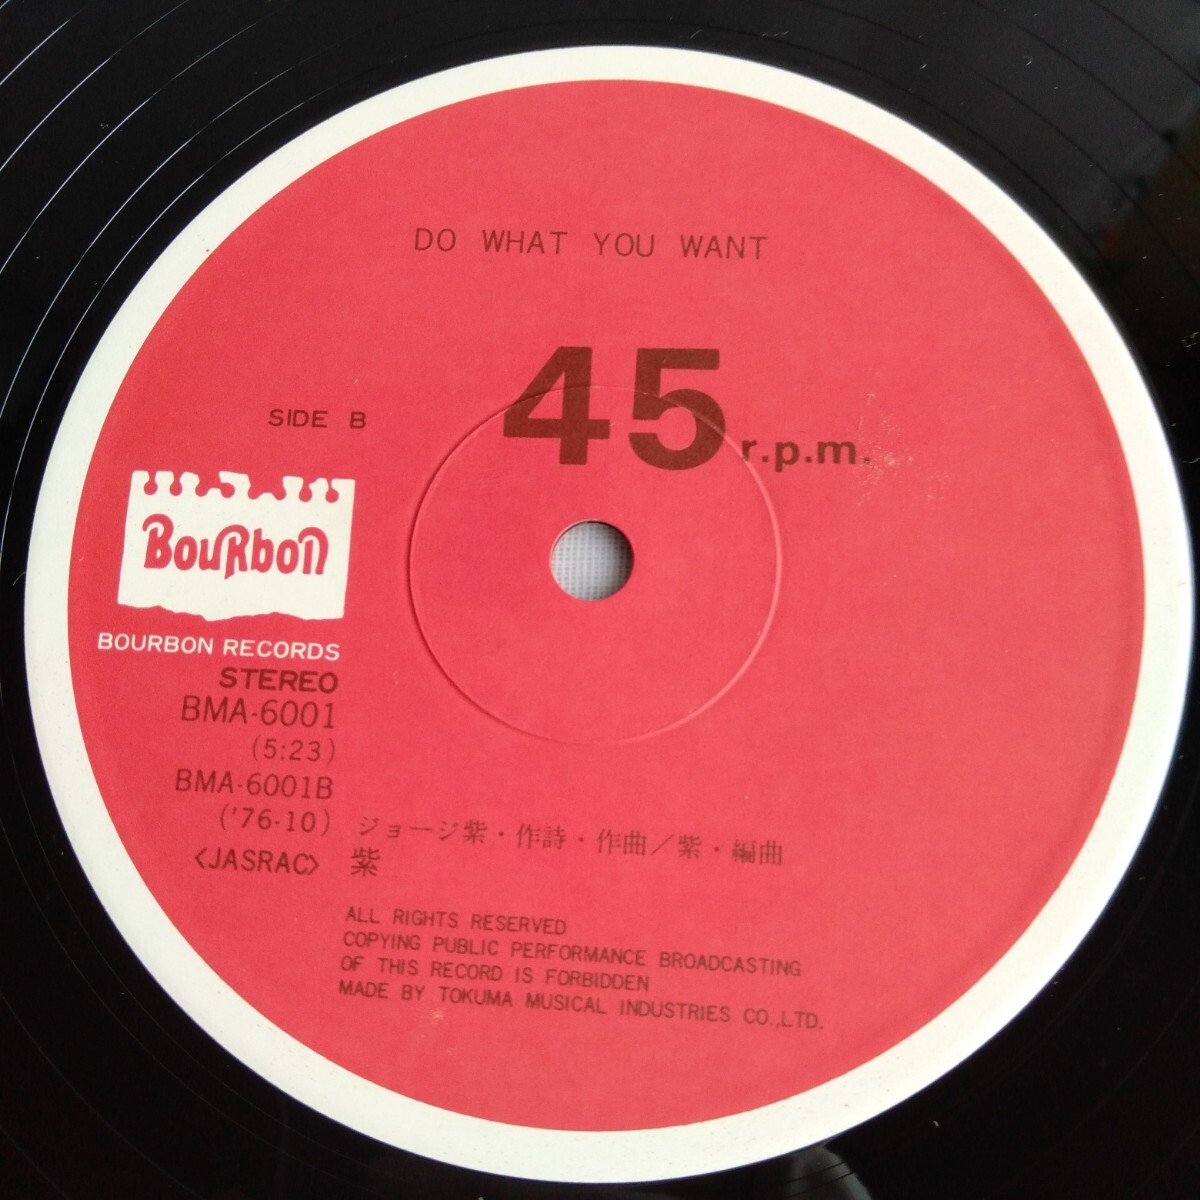 DO WHAT YOU WANT
45 r.p.m.
SIDE B
BouRboN
BOURBON RECORDS
STEREO
BMA-6001
(5:23)
BMA-6001B
('76-10)
ジョージ紫・作詩・作曲／紫・編曲
〈JASRAC〉 紫
ALL RIGHTS RESERVED
COPYING PUBLIC PERFORMANCE BROADCASTING
OF THIS RECORD IS FORBIDDEN
MADE BY TOKUMA MUSICAL INDUSTRIES CO.,LTD.